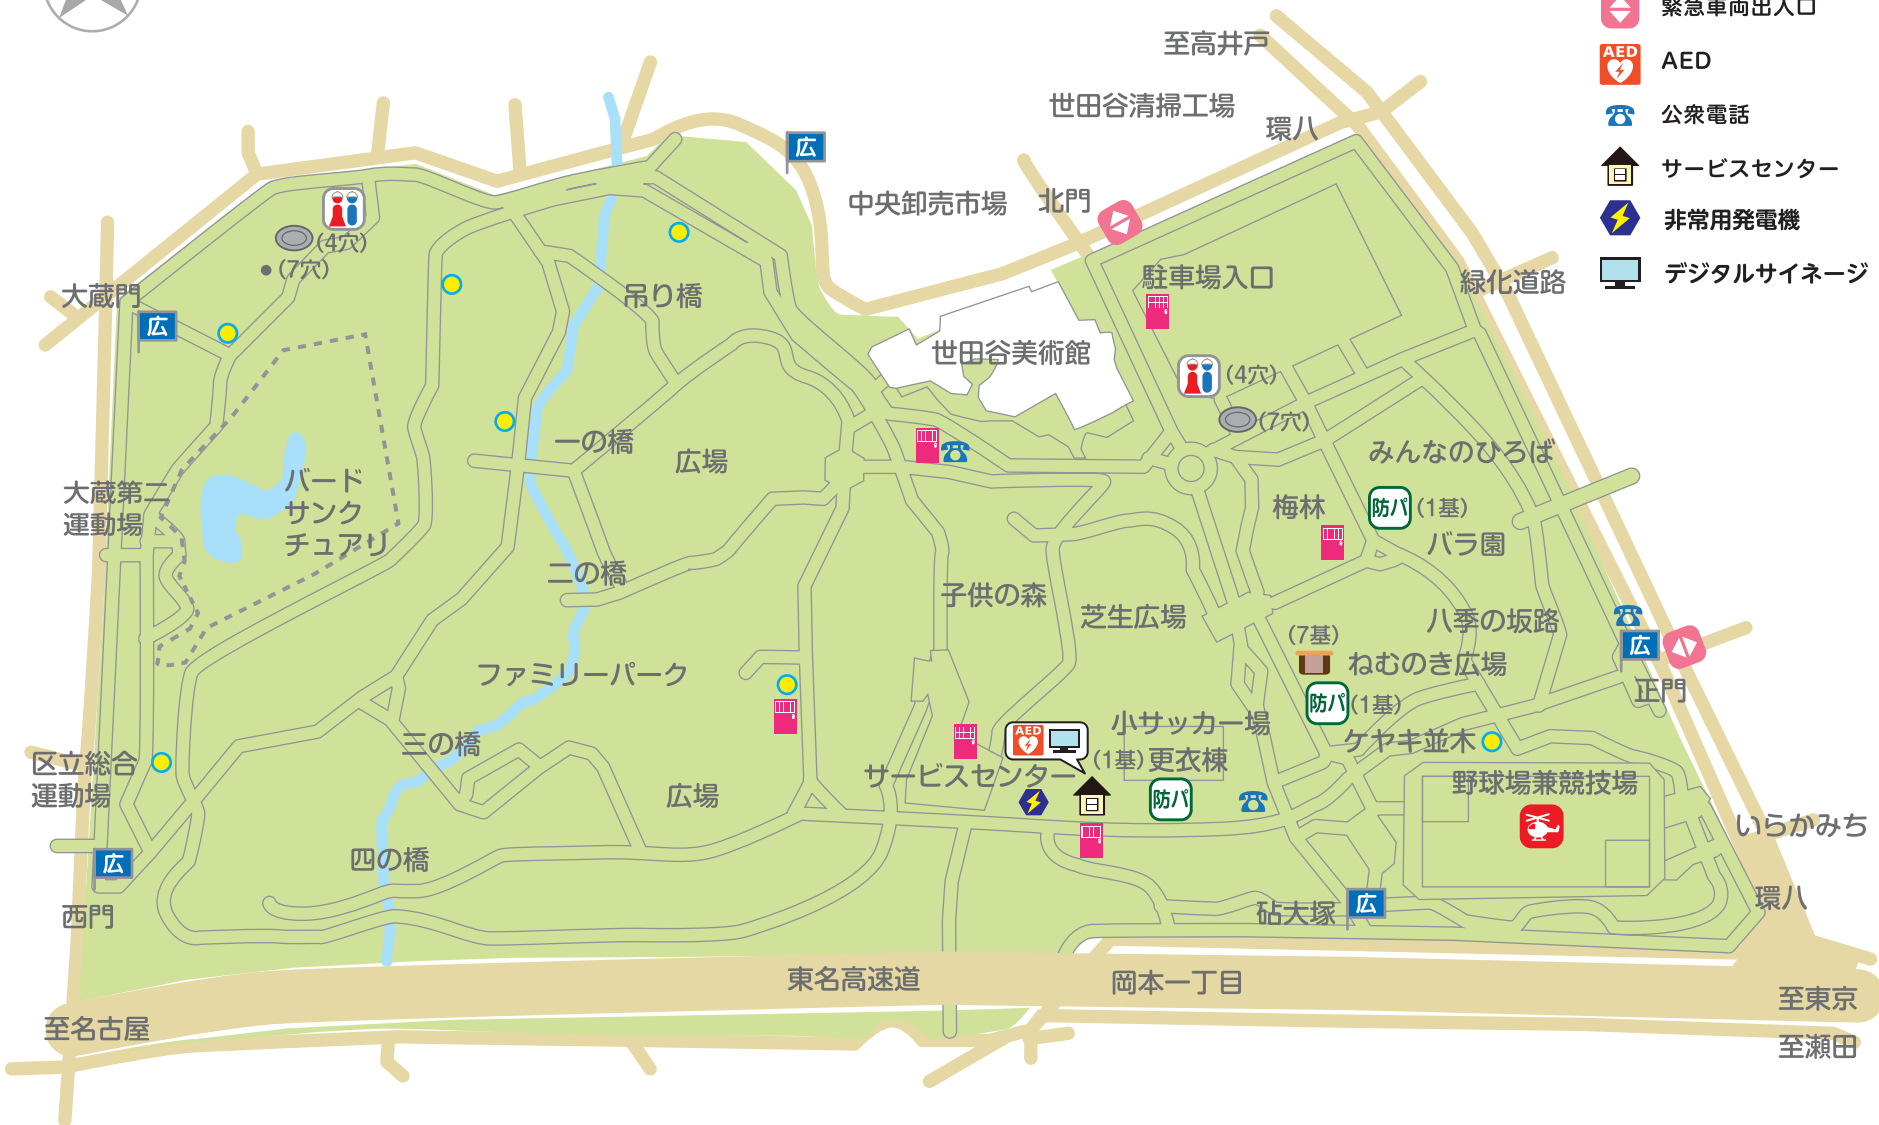 緊急車両出入口
AED
AED
公衆電話
サービスセンター
非常用発電機
デジタルサイネージ
至高井戸
世田谷清掃工場
環八
広
中央卸売市場
北門
(4穴)
(7穴)
大蔵門
広
吊り橋
駐車場入口
緑化道路
世田谷美術館
(4穴)
(7穴)
一の橋
広場
みんなのひろば
バード
サンク
チュアリ
大蔵第二
運動場
梅林
防パ
(1基)
バラ園
二の橋
子供の森
芝生広場
八季の坂路
(7基)
ねむのき広場
広
正門
ファミリーパーク
防パ
(1基)
小サッカー場
ケヤキ並木
三の橋
AED
(1基)
更衣棟
区立総合
運動場
サービスセンター
野球場兼競技場
広場
防パ
いらかみち
四の橋
広
西門
環八
砧大塚
広
東名高速道
岡本一丁目
至東京
至名古屋
至瀬田